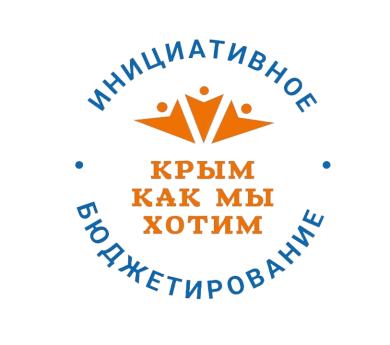 ИНИЦИАТИВНОЕ
КРЫМ
КАК МЫ
ХОТИМ
БЮДЖЕТИРОВАНИЕ